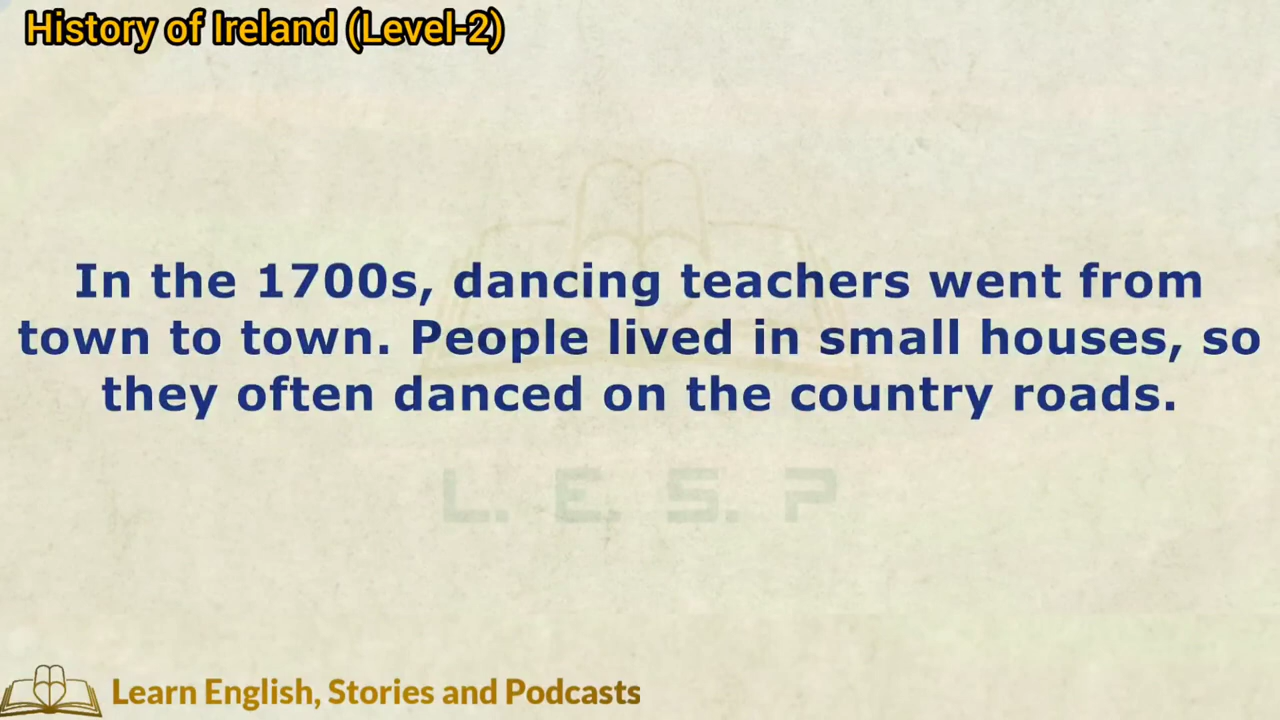 History of Ireland (Level-2)
In the 1700s, dancing teachers went from
town to town. People lived in small houses, so
they often danced on the country roads.
L. E. S. P
Learn English, Stories and Podcasts